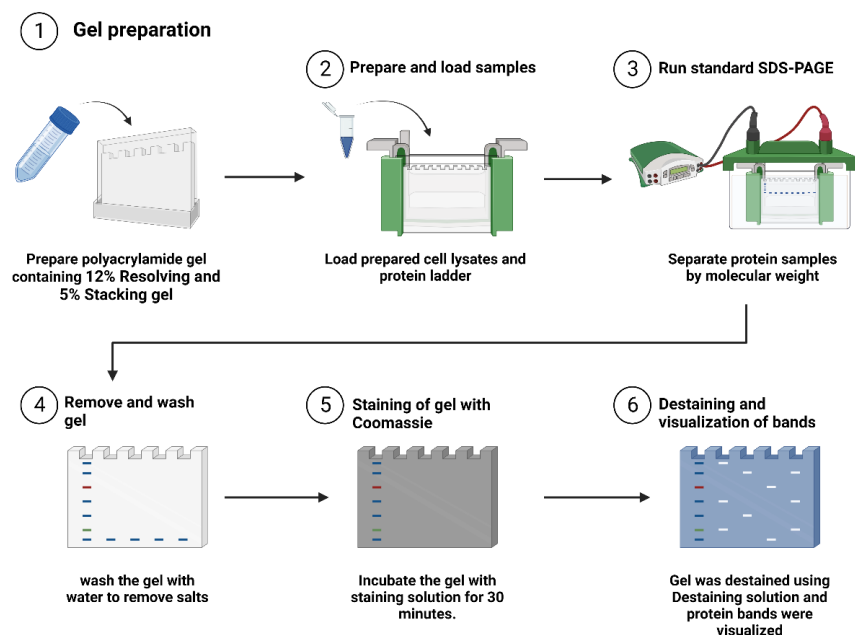 1
Gel preparation
2
Prepare and load samples
3
Run standard SDS-PAGE
Prepare polyacrylamide gel
containing 12% Resolving and
5% Stacking gel
Load prepared cell lysates and
protein ladder
Separate protein samples
by molecular weight
4
Remove and wash
gel
5
Staining of gel with
Coomassie
6
Destaining and
visualization of bands
wash the gel with
water to remove salts
Incubate the gel with
staining solution for 30
minutes.
Gel was destained using
Destaining solution and
protein bands were
visualized